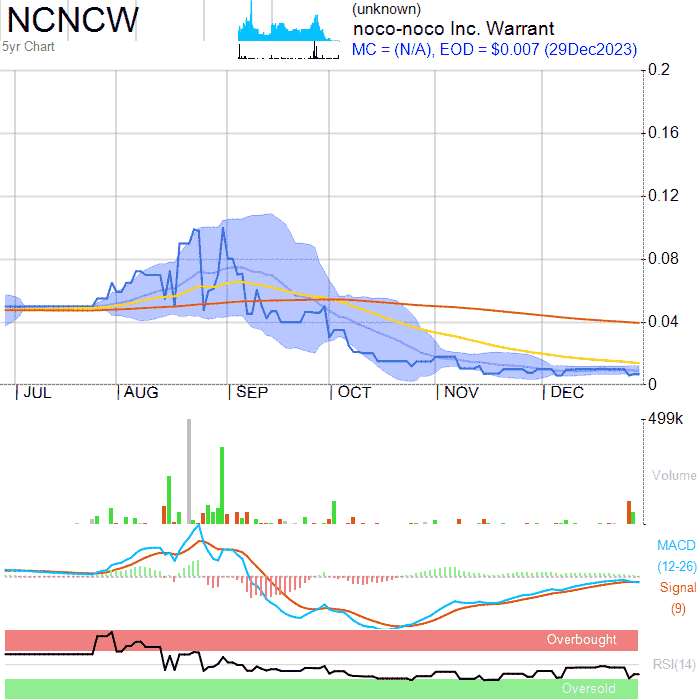 NCNCW
5yr Chart
(unknown)
noco-noco Inc. Warrant
MC = (N/A), EOD = $0.007 (29Dec2023)
0.2
0.16
0.12
0.08
0.04
0
JUL AUG SEP OCT NOV DEC
499k
Volume
MACD
(12-26)
Signal
(9)
Overbought
RSI(14)
Oversold